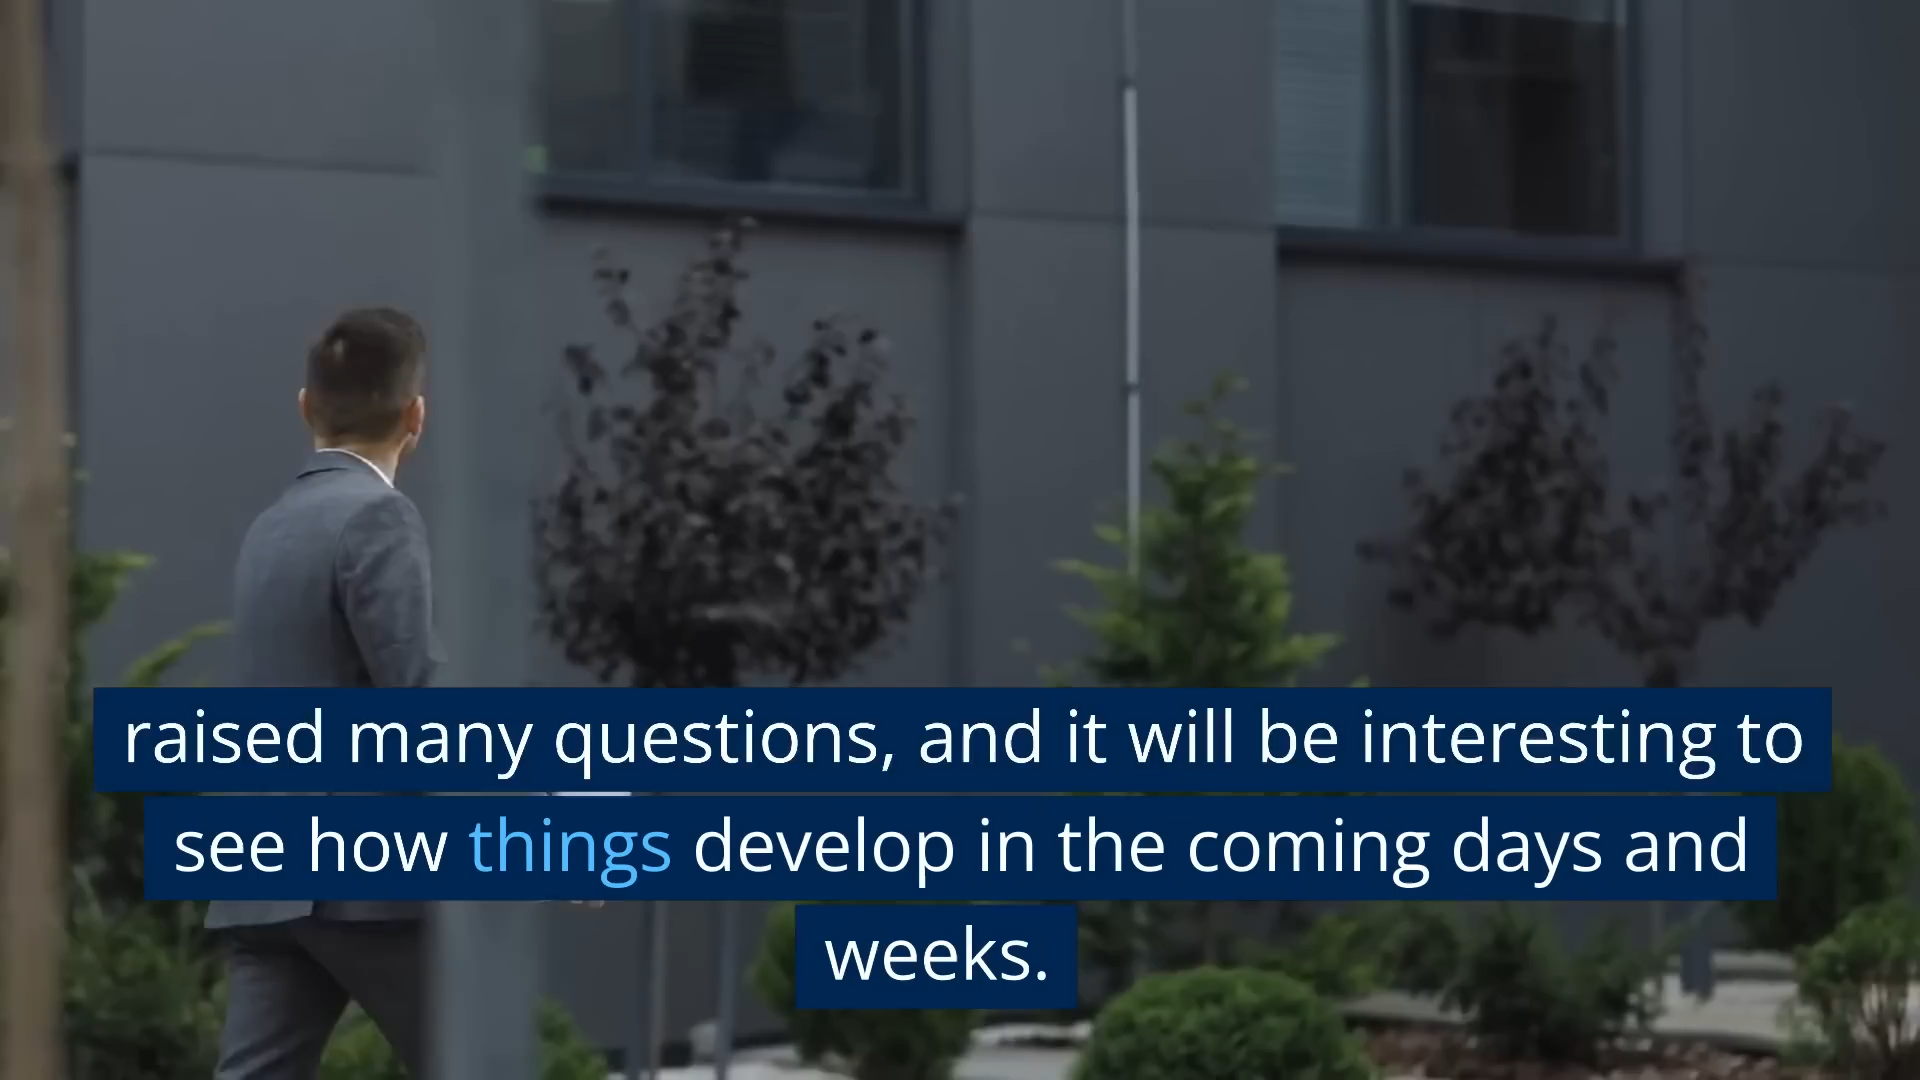 raised many questions, and it will be interesting to
see how things develop in the coming days and
weeks.